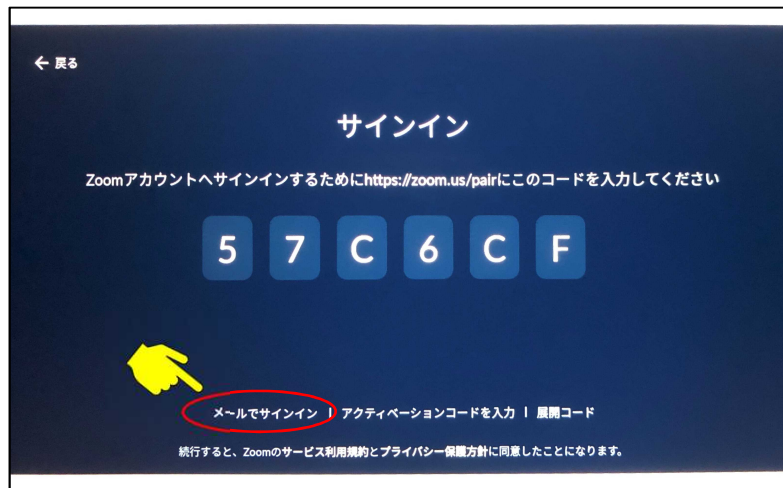 ← 戻る
サインイン
Zoomアカウントへサインインするためにhttps://zoom.us/pairにこのコードを入力してください
5 7 C 6 C F
メールでサインイン | アクティベーションコードを入力 | 展開コード
続行すると、Zoomのサービス利用規約とプライバシー保護方針に同意したことになります。